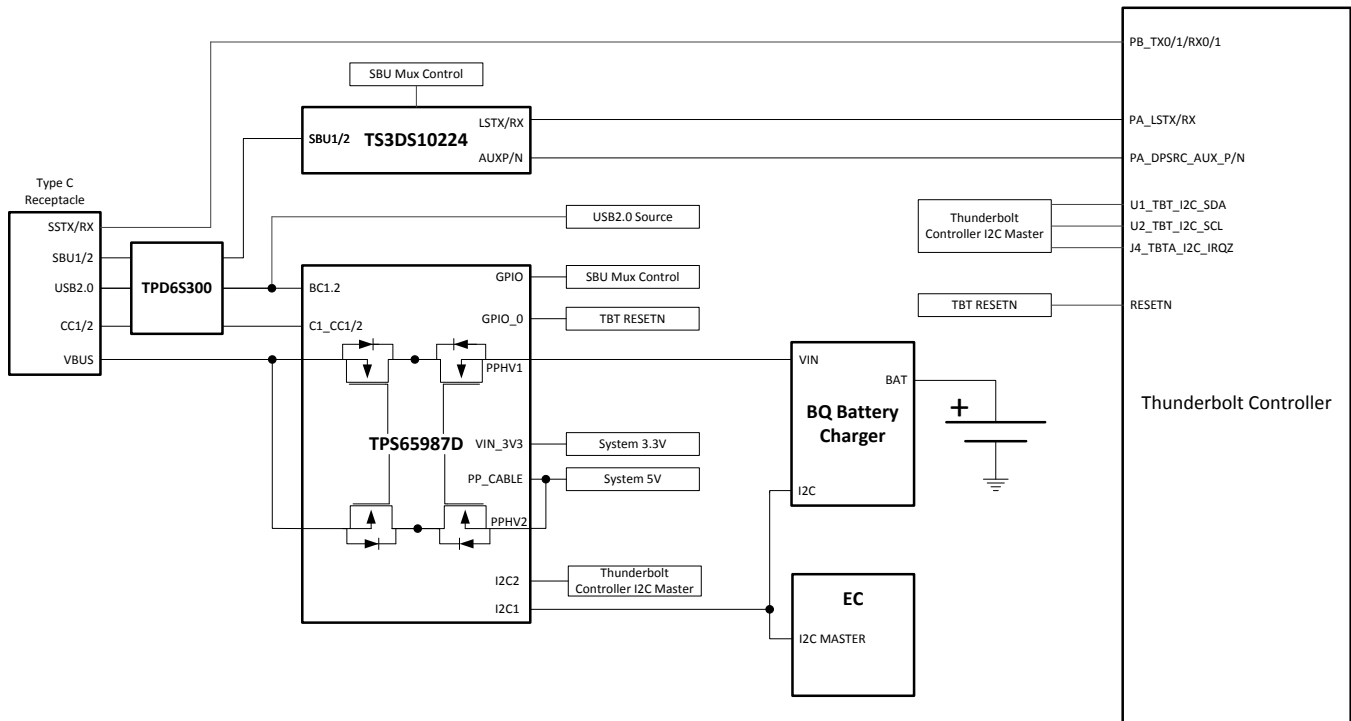 PB_TX0/1/RX0/1
SBU Mux Control
LSTX/RX
SBU1/2
TS3DS10224
AUXP/N
PA_LSTX/RX
PA_DPSRC_AUX_P/N
Type C
Receptacle
SSTX/RX
SBU1/2
USB2.0
CC1/2
VBUS
TPD6S300
USB2.0 Source
Thunderbolt
Controller I2C Master
U1_TBT_I2C_SDA
U2_TBT_I2C_SCL
J4_TBTA_I2C_IRQZ
BC1.2
C1_CC1/2
GPIO
SBU Mux Control
GPIO_0
TBT RESETN
TBT RESETN
RESETN
PPHV1
TPS65987D
VIN_3V3
System 3.3V
PP_CABLE
System 5V
PPHV2
I2C2
Thunderbolt
Controller I2C Master
I2C1
VIN
BAT
BQ Battery
Charger
I2C
+
EC
I2C MASTER
Thunderbolt Controller